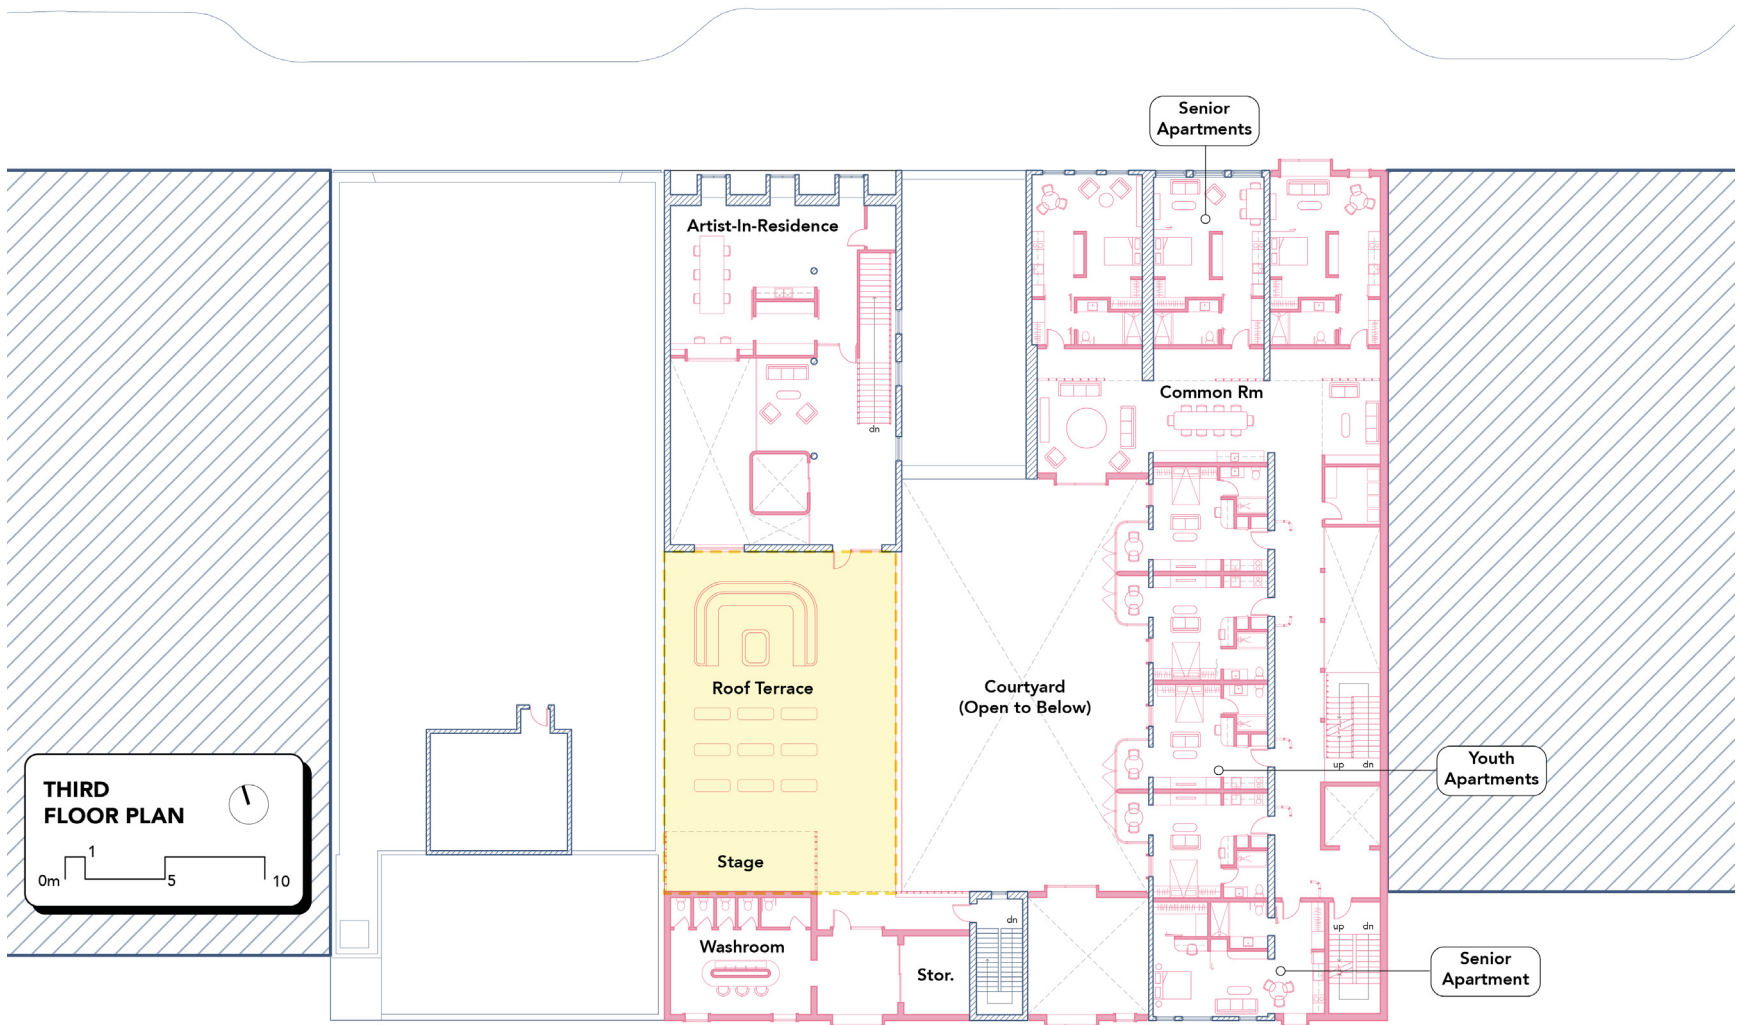 Senior
Apartments
Artist-In-Residence
Common Rm
dn
Roof Terrace
Courtyard
(Open to Below)
up
dn
Youth
Apartments
THIRD
FLOOR PLAN
1
0m
5
10
Stage
dn
up
dn
Washroom
Stor.
Senior
Apartment